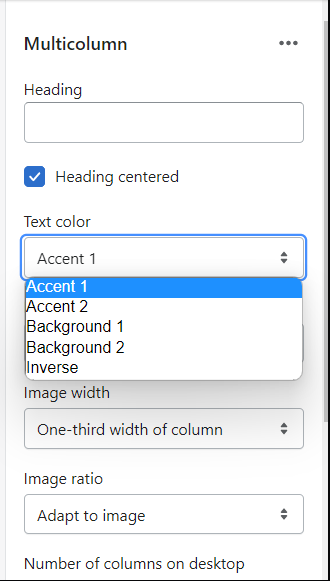 Multicolumn
Heading
Heading centered
Text color
Accent 1
Accent 1
Accent 2
Background 1
Background 2
Inverse
Image width
One-third width of column
Image ratio
Adapt to image
Number of columns on desktop